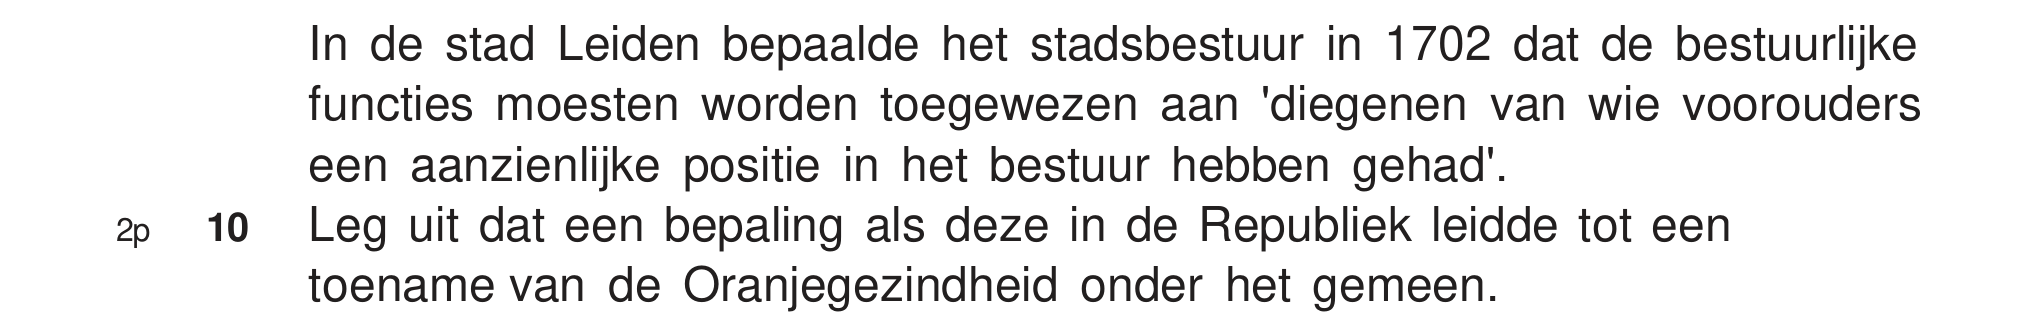 In de stad Leiden bepaalde het stadsbestuur in 1702 dat de bestuurlijke
functies moesten worden toegewezen aan 'diegenen van wie voorouders
een aanzienlijke positie in het bestuur hebben gehad'.
2p 10 Leg uit dat een bepaling als deze in de Republiek leidde tot een
toename van de Oranjegezindheid onder het gemeen.